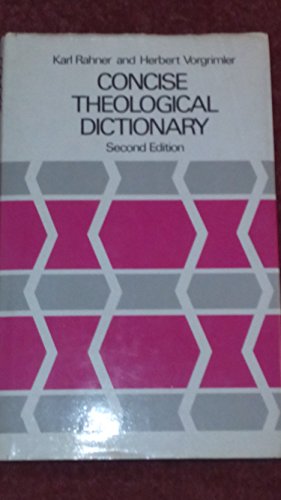 Karl Rahner and Herbert Vorgrimler
CONCISE
THEOLOGICAL
DICTIONARY
Second Edition